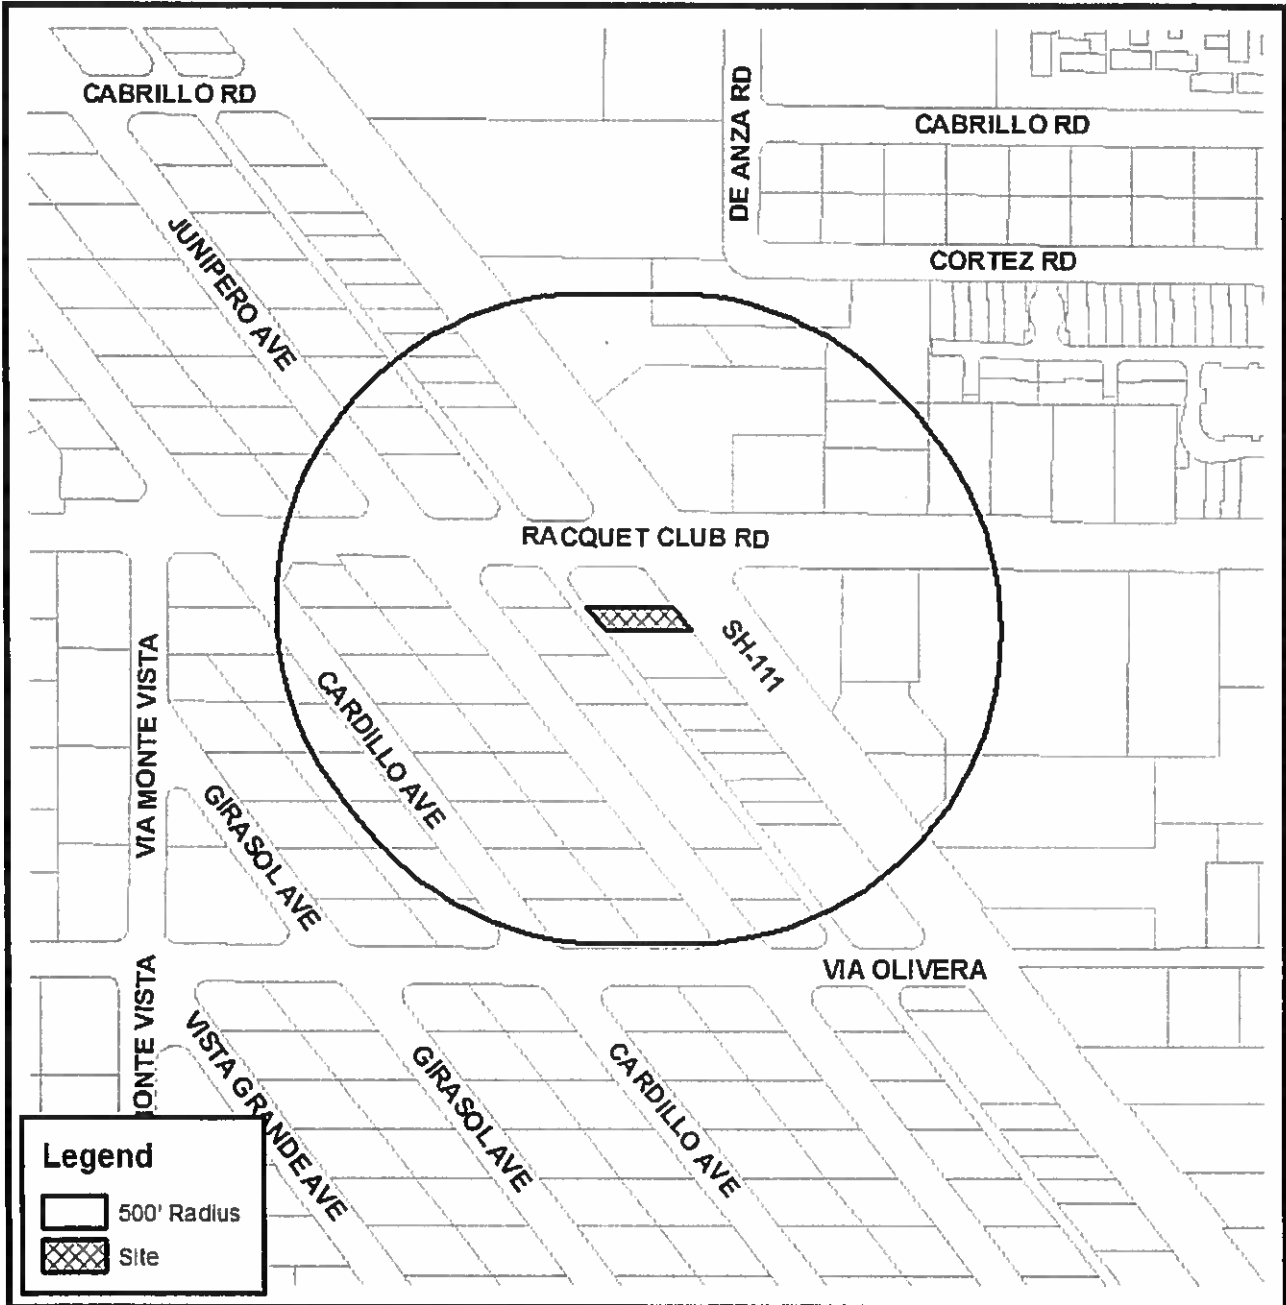 CABRILLO RD
DE ANZA RD
CABRILLO RD
JUNIPERO AVE
CORTEZ RD
RACQUET CLUB RD
SH-111
VIA MONTE VISTA
CARDILLO AVE
GIRASOL AVE
VIA OLIVERA
MONTE VISTA
VISTA GRANDE AVE
GIRASOL AVE
CARDILLO AVE
Legend
500' Radius
Site